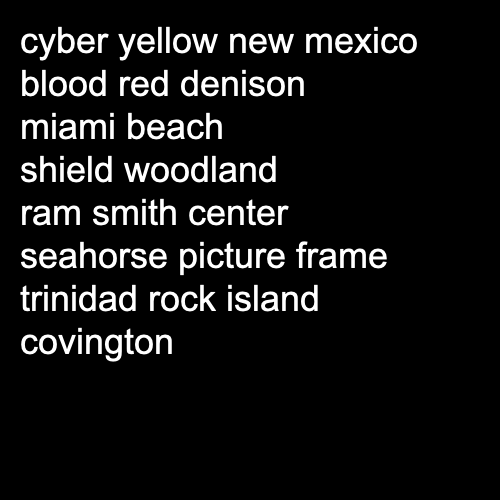 cyber yellow new mexico
blood red denison
miami beach
shield woodland
ram smith center
seahorse picture frame
trinidad rock island
covington